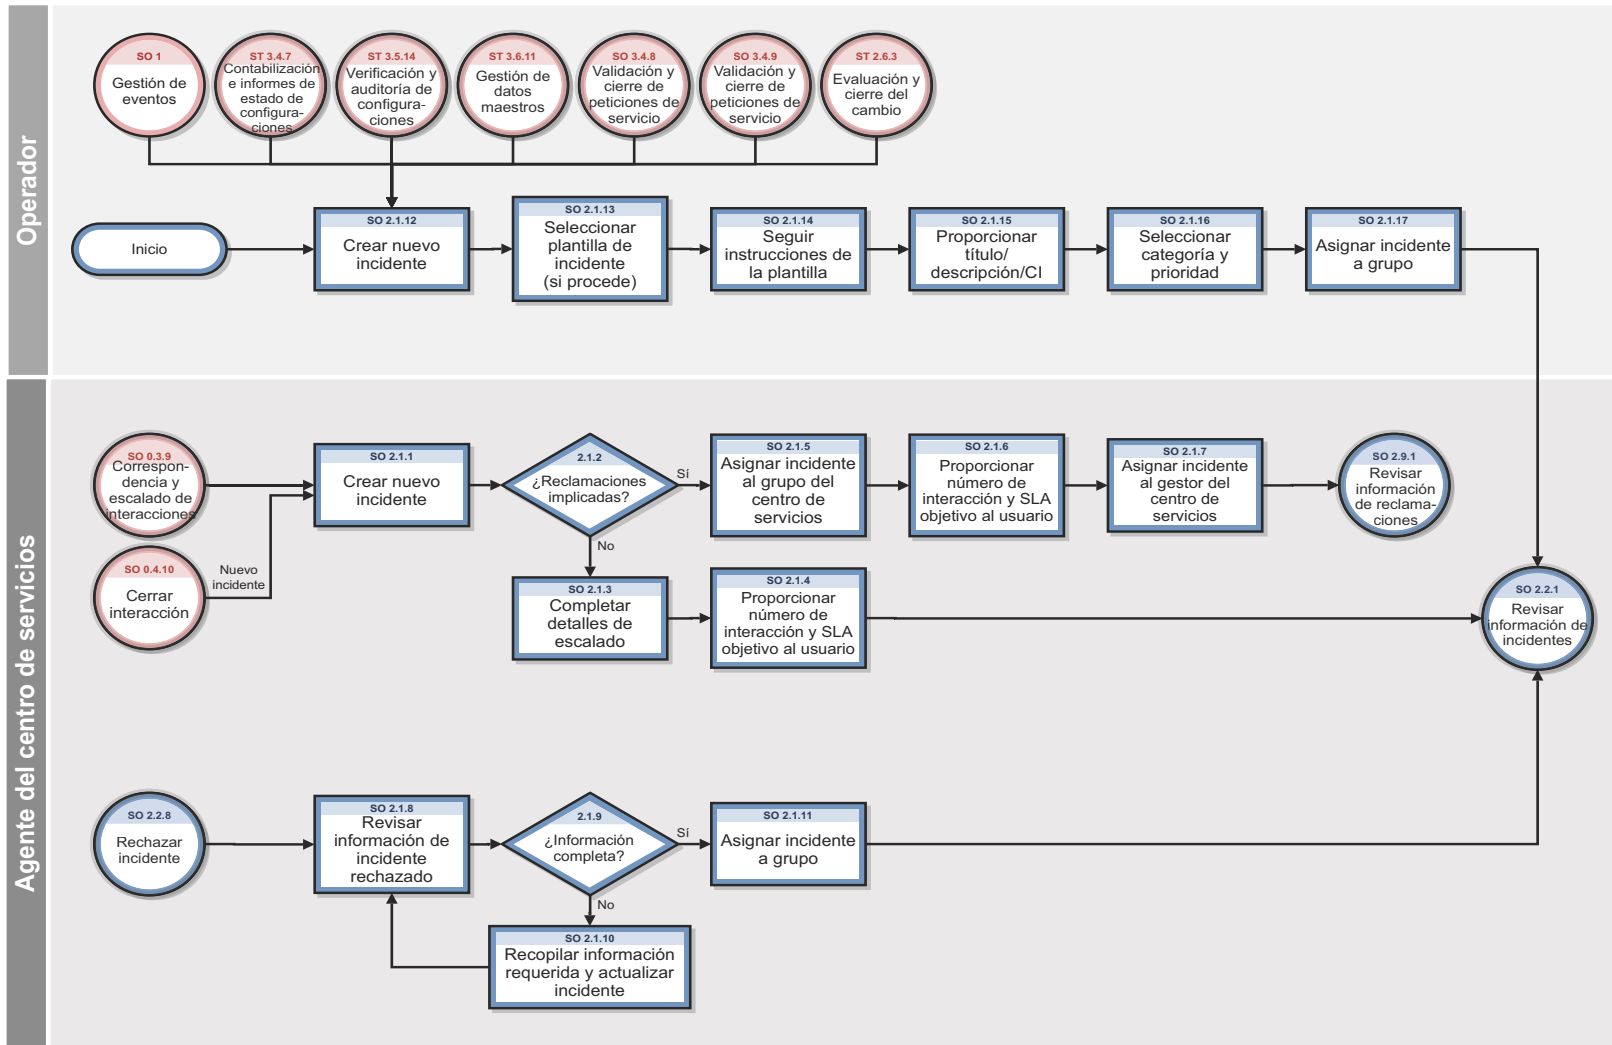 Operador
SO 1
Gestión de
eventos
ST 3.4.7
Contabilización
e informes de
estado de
configura-
ciones
ST 3.5.14
Verificación y
auditoría de
configura-
ciones
ST 3.6.11
Gestión de
datos
maestros
SO 3.4.8
Validación y
cierre de
peticiones de
servicio
SO 3.4.9
Validación y
cierre de
peticiones de
servicio
ST 2.6.3
Evaluación y
cierre del
cambio
Inicio
SO 2.1.12
Crear nuevo
incidente
SO 2.1.13
Seleccionar
plantilla de
incidente
(si procede)
SO 2.1.14
Seguir
instrucciones de
la plantilla
SO 2.1.15
Proporcionar
título/
descripción/CI
SO 2.1.16
Seleccionar
categoría y
prioridad
SO 2.1.17
Asignar incidente
a grupo
Agente del centro de servicios
SO 0.3.9
Correspon-
dencia y
escalado de
interacciones
SO 0.4.10
Cerrar
interacción
Nuevo
incidente
SO 2.1.1
Crear nuevo
incidente
2.1.2
¿Reclamaciones
implicadas?
Sí
No
SO 2.1.5
Asignar incidente
al grupo del
centro de
servicios
SO 2.1.6
Proporcionar
número de
interacción y SLA
objetivo al usuario
SO 2.1.7
Asignar incidente
al gestor del
centro de
servicios
SO 2.9.1
Revisar
información
de reclama-
ciones
SO 2.1.3
Completar
detalles de
escalado
SO 2.1.4
Proporcionar
número de
interacción y SLA
objetivo al usuario
SO 2.2.1
Revisar
información de
incidentes
SO 2.2.8
Rechazar
incidente
SO 2.1.8
Revisar
información de
incidente
rechazado
2.1.9
¿Información
completa?
Sí
No
SO 2.1.11
Asignar incidente
a grupo
SO 2.1.10
Recopilar información
requerida y actualizar
incidente